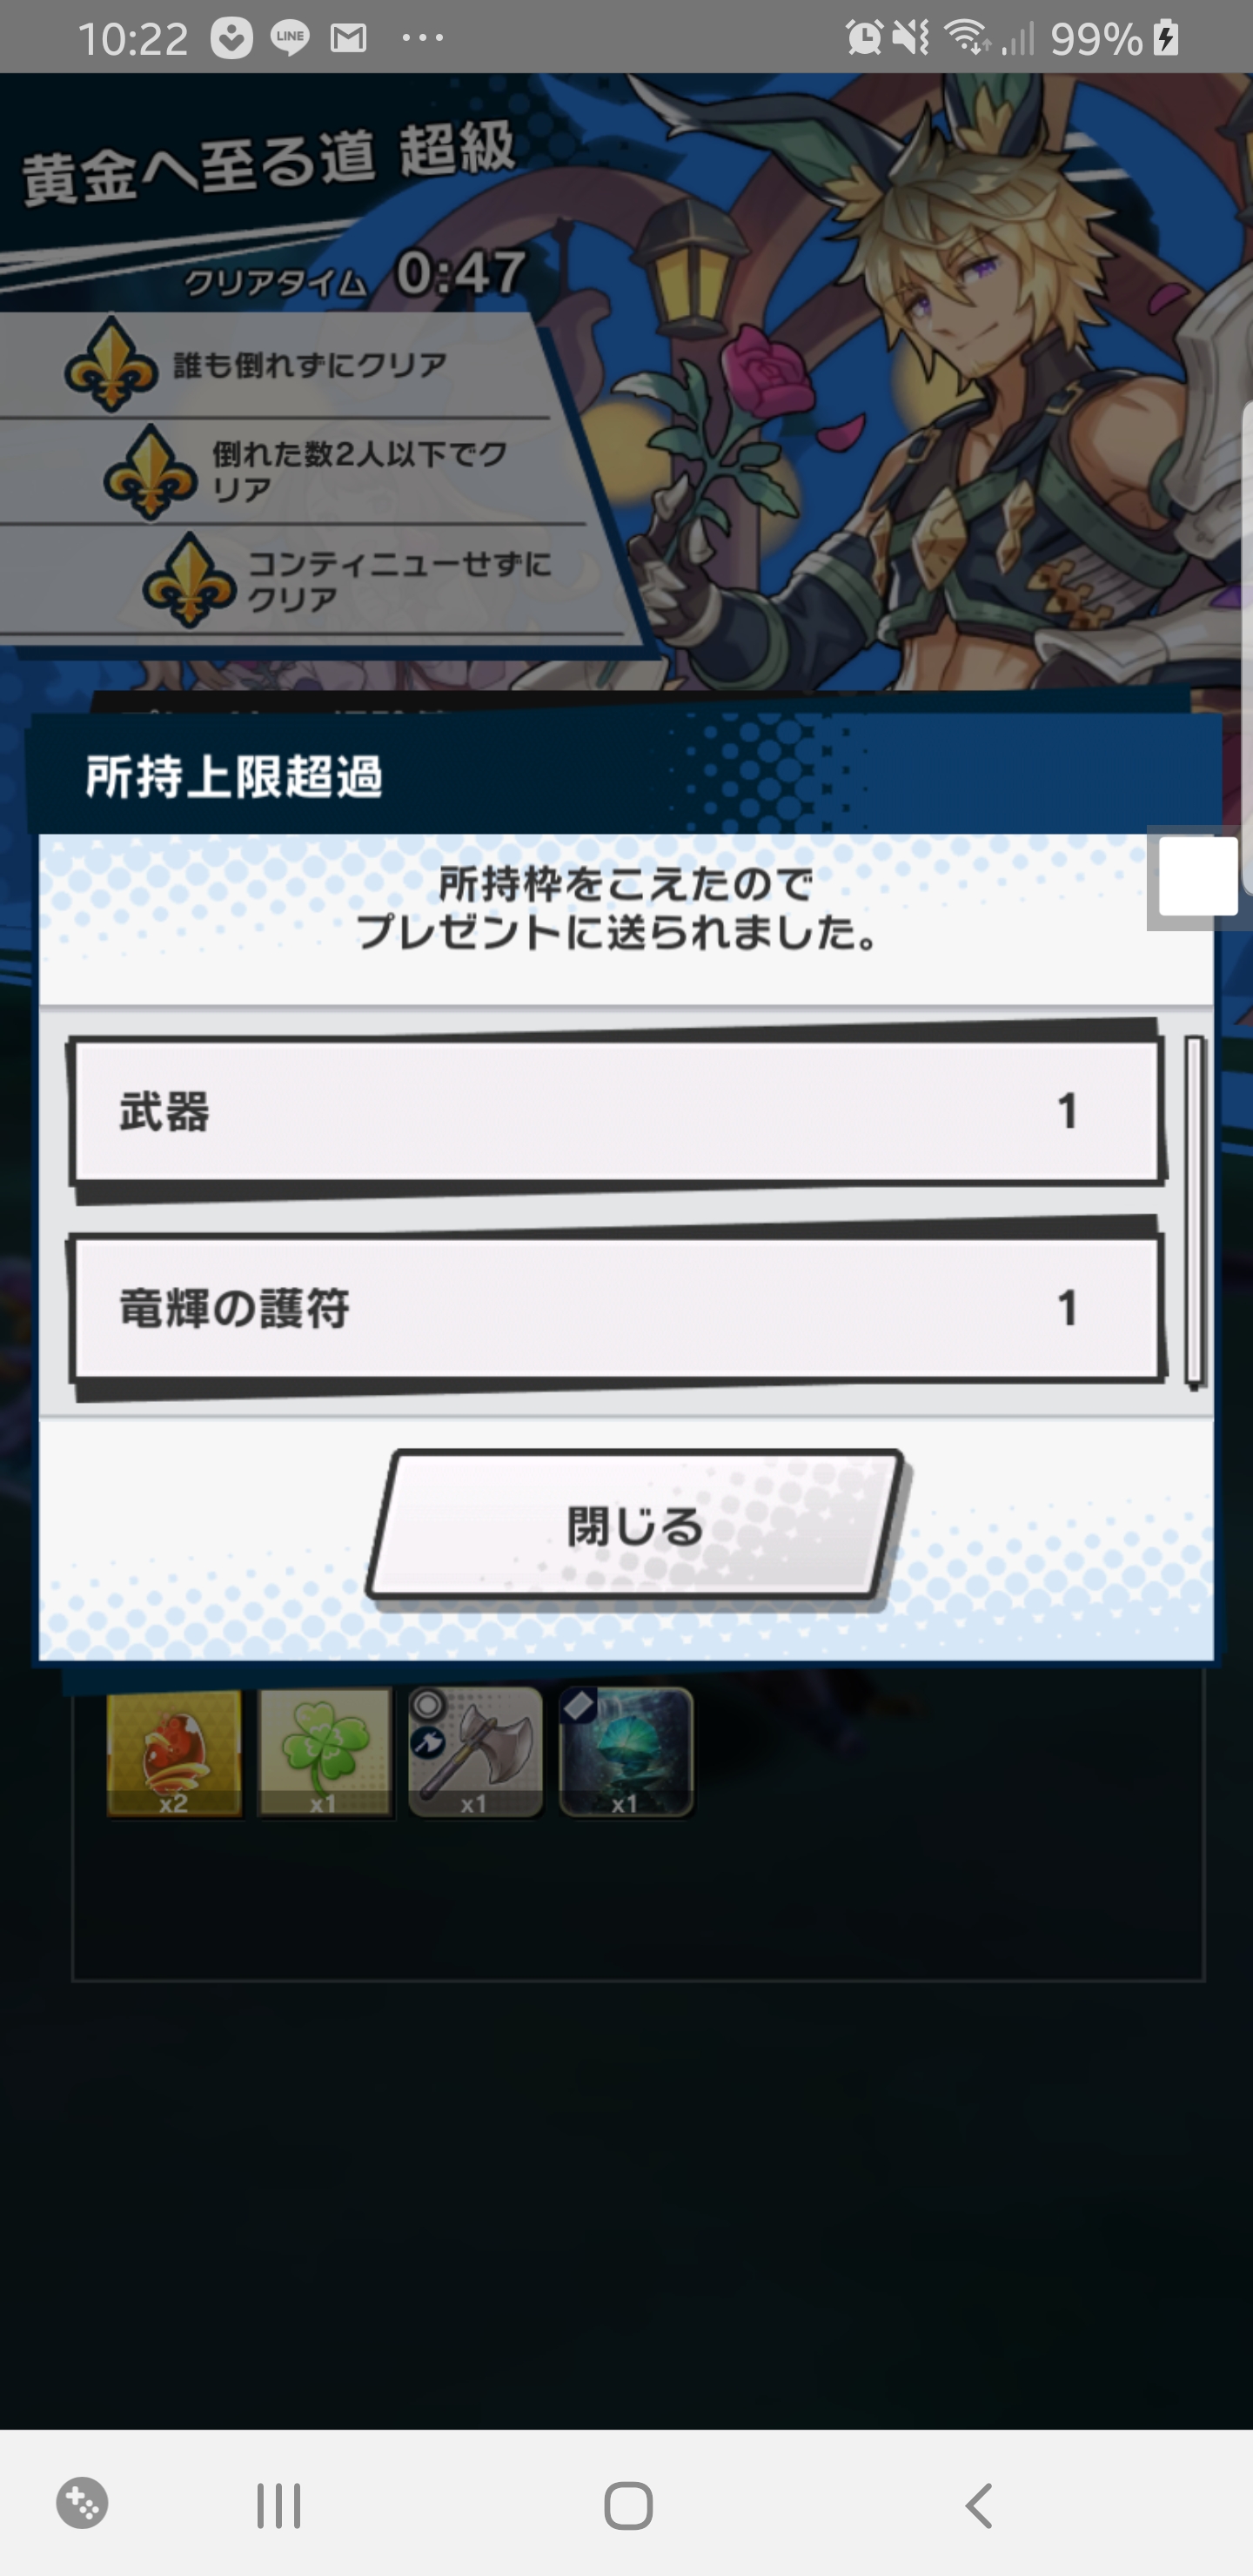 10:22
LINE
99%
黄金へ至る道 超級
クリアタイム 0:47
誰も倒れずにクリア
倒れた数2人以下でク
リア
コンティニューせずに
クリア
所持上限超過
所持枠をこえたので
プレゼントに送られました。
武器 1
竜輝の護符 1
閉じる
x2 x1 x1 x1